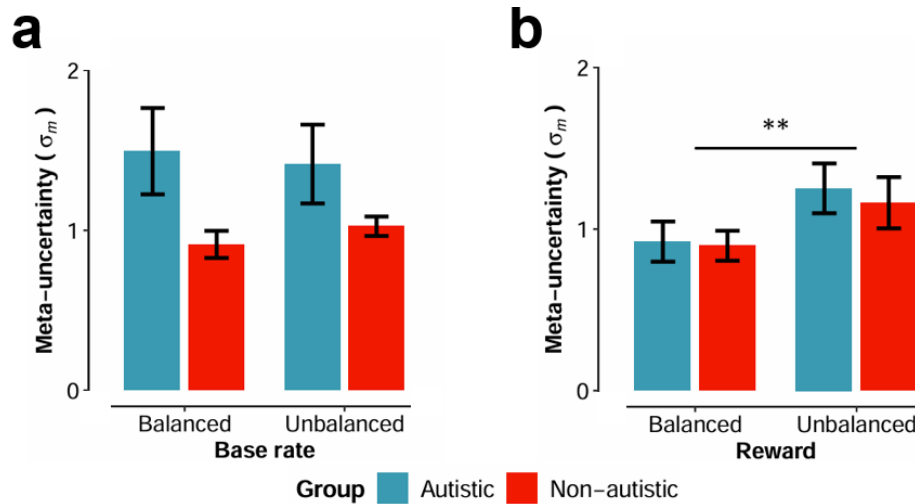 a
2
1
0
Meta-uncertainty (σm)
Balanced Unbalanced
Base rate
b
2
1
0
Meta-uncertainty (σm)
**
Balanced Unbalanced
Reward
Group Autistic Non-autistic